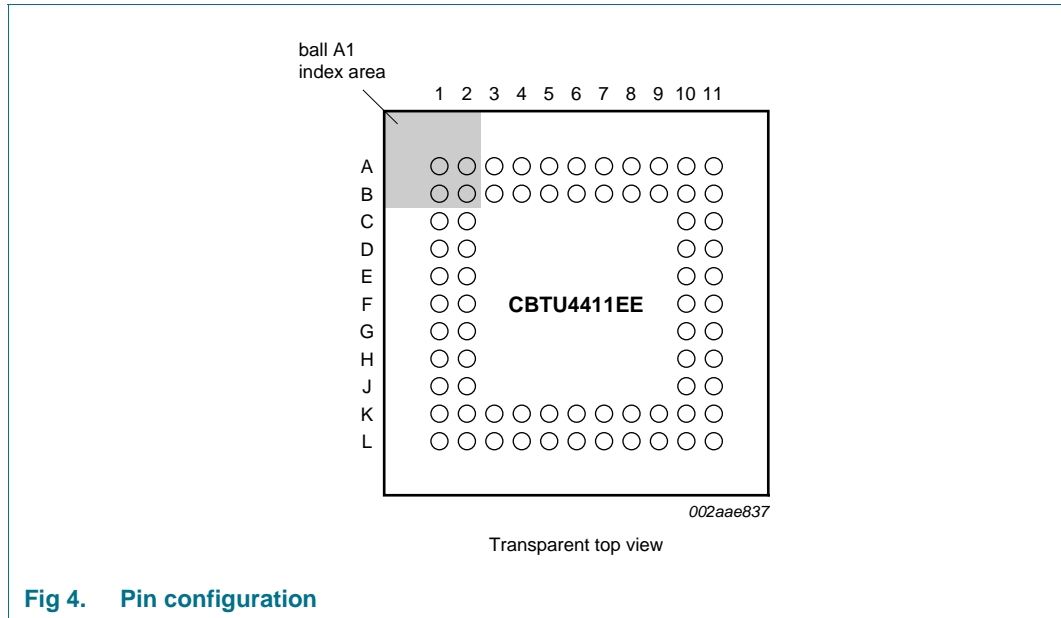 ball A1
index area
1 2 3 4 5 6 7 8 9 10 11
A
B
C
D
E
F CBTU4411EE
G
H
J
K
L
002aae837
Transparent top view
Fig 4. Pin configuration